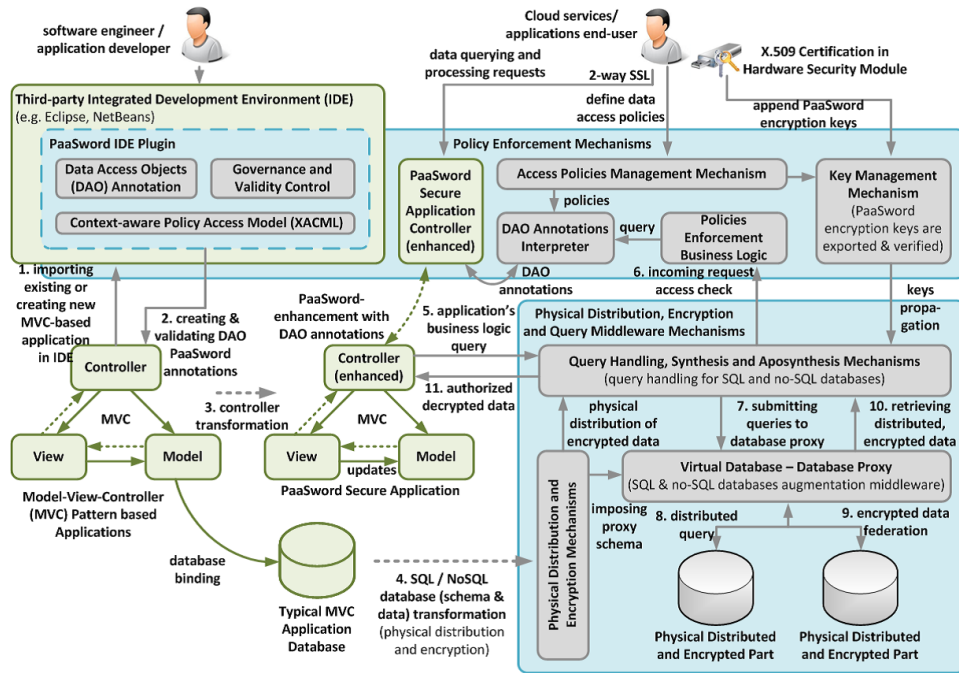 software engineer /
application developer
Cloud services/
applications end-user
X.509 Certification in
Hardware Security Module
data querying and
processing requests
2-way SSL
define data
access policies
append PaaSword
encryption keys
Third-party Integrated Development Environment (IDE)
(e.g. Eclipse, NetBeans)
PaaSword IDE Plugin
Data Access Objects
(DAO) Annotation
Governance and
Validity Control
Context-aware Policy Access Model (XACML)
Policy Enforcement Mechanisms
PaaSword
Secure
Application
Controller
(enhanced)
Access Policies Management Mechanism
policies
DAO Annotations
Interpreter
query
Policies
Enforcement
Business Logic
Key Management
Mechanism
(PaaSword
encryption keys are
exported & verified)
1. importing
existing or
creating new
MVC-based
application
in IDE
2. creating &
validating DAO
PaaSword
annotations
PaaSword-
enhancement with
DAO annotations
DAO
annotations
6. incoming request
access check
keys
propa-
gation
5. application's
business logic
query
Physical Distribution, Encryption
and Query Middleware Mechanisms
Controller
Controller
(enhanced)
Query Handling, Synthesis and Aposynthesis Mechanisms
(query handling for SQL and no-SQL databases)
11. authorized
decrypted data
3. controller
transformation
MVC
MVC
physical
distribution of
encrypted data
7. submitting
queries to
database proxy
10. retrieving
distributed,
encrypted data
View
Model
View
updates
Model
Virtual Database – Database Proxy
(SQL & no-SQL databases augmentation middleware)
Model-View-Controller
(MVC) Pattern based
Applications
PaaSword Secure Application
Physical Distribution and
Encryption Mechanisms
imposing
proxy
schema
8. distributed
query
9. encrypted data
federation
database
binding
4. SQL / NoSQL
database (schema &
data) transformation
(physical distribution
and encryption)
Typical MVC
Application
Database
Physical Distributed
and Encrypted Part
Physical Distributed
and Encrypted Part